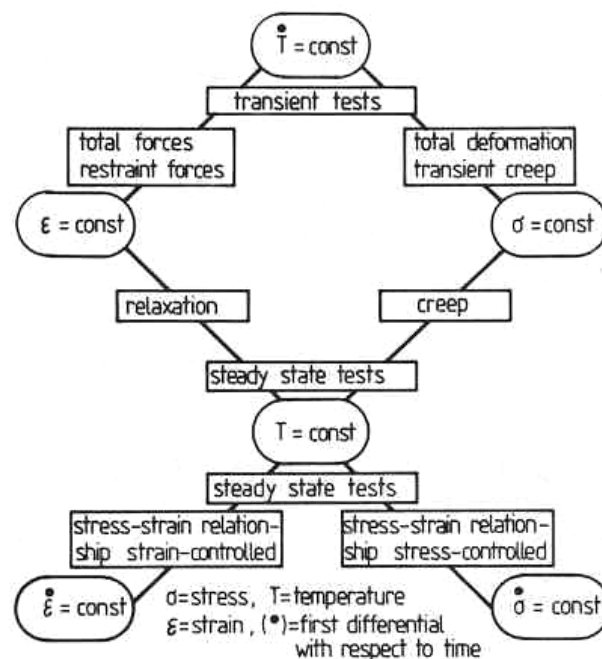 Ṫ = const
transient tests
total forces
restraint forces
total deformation
transient creep
ε = const
σ = const
relaxation
creep
steady state tests
T = const
steady state tests
stress-strain relation-
ship strain-controlled
stress-strain relation-
ship stress-controlled
ε̇ = const
σ̇ = const
σ=stress, T=temperature
ε=strain, (•)=first differential
with respect to time